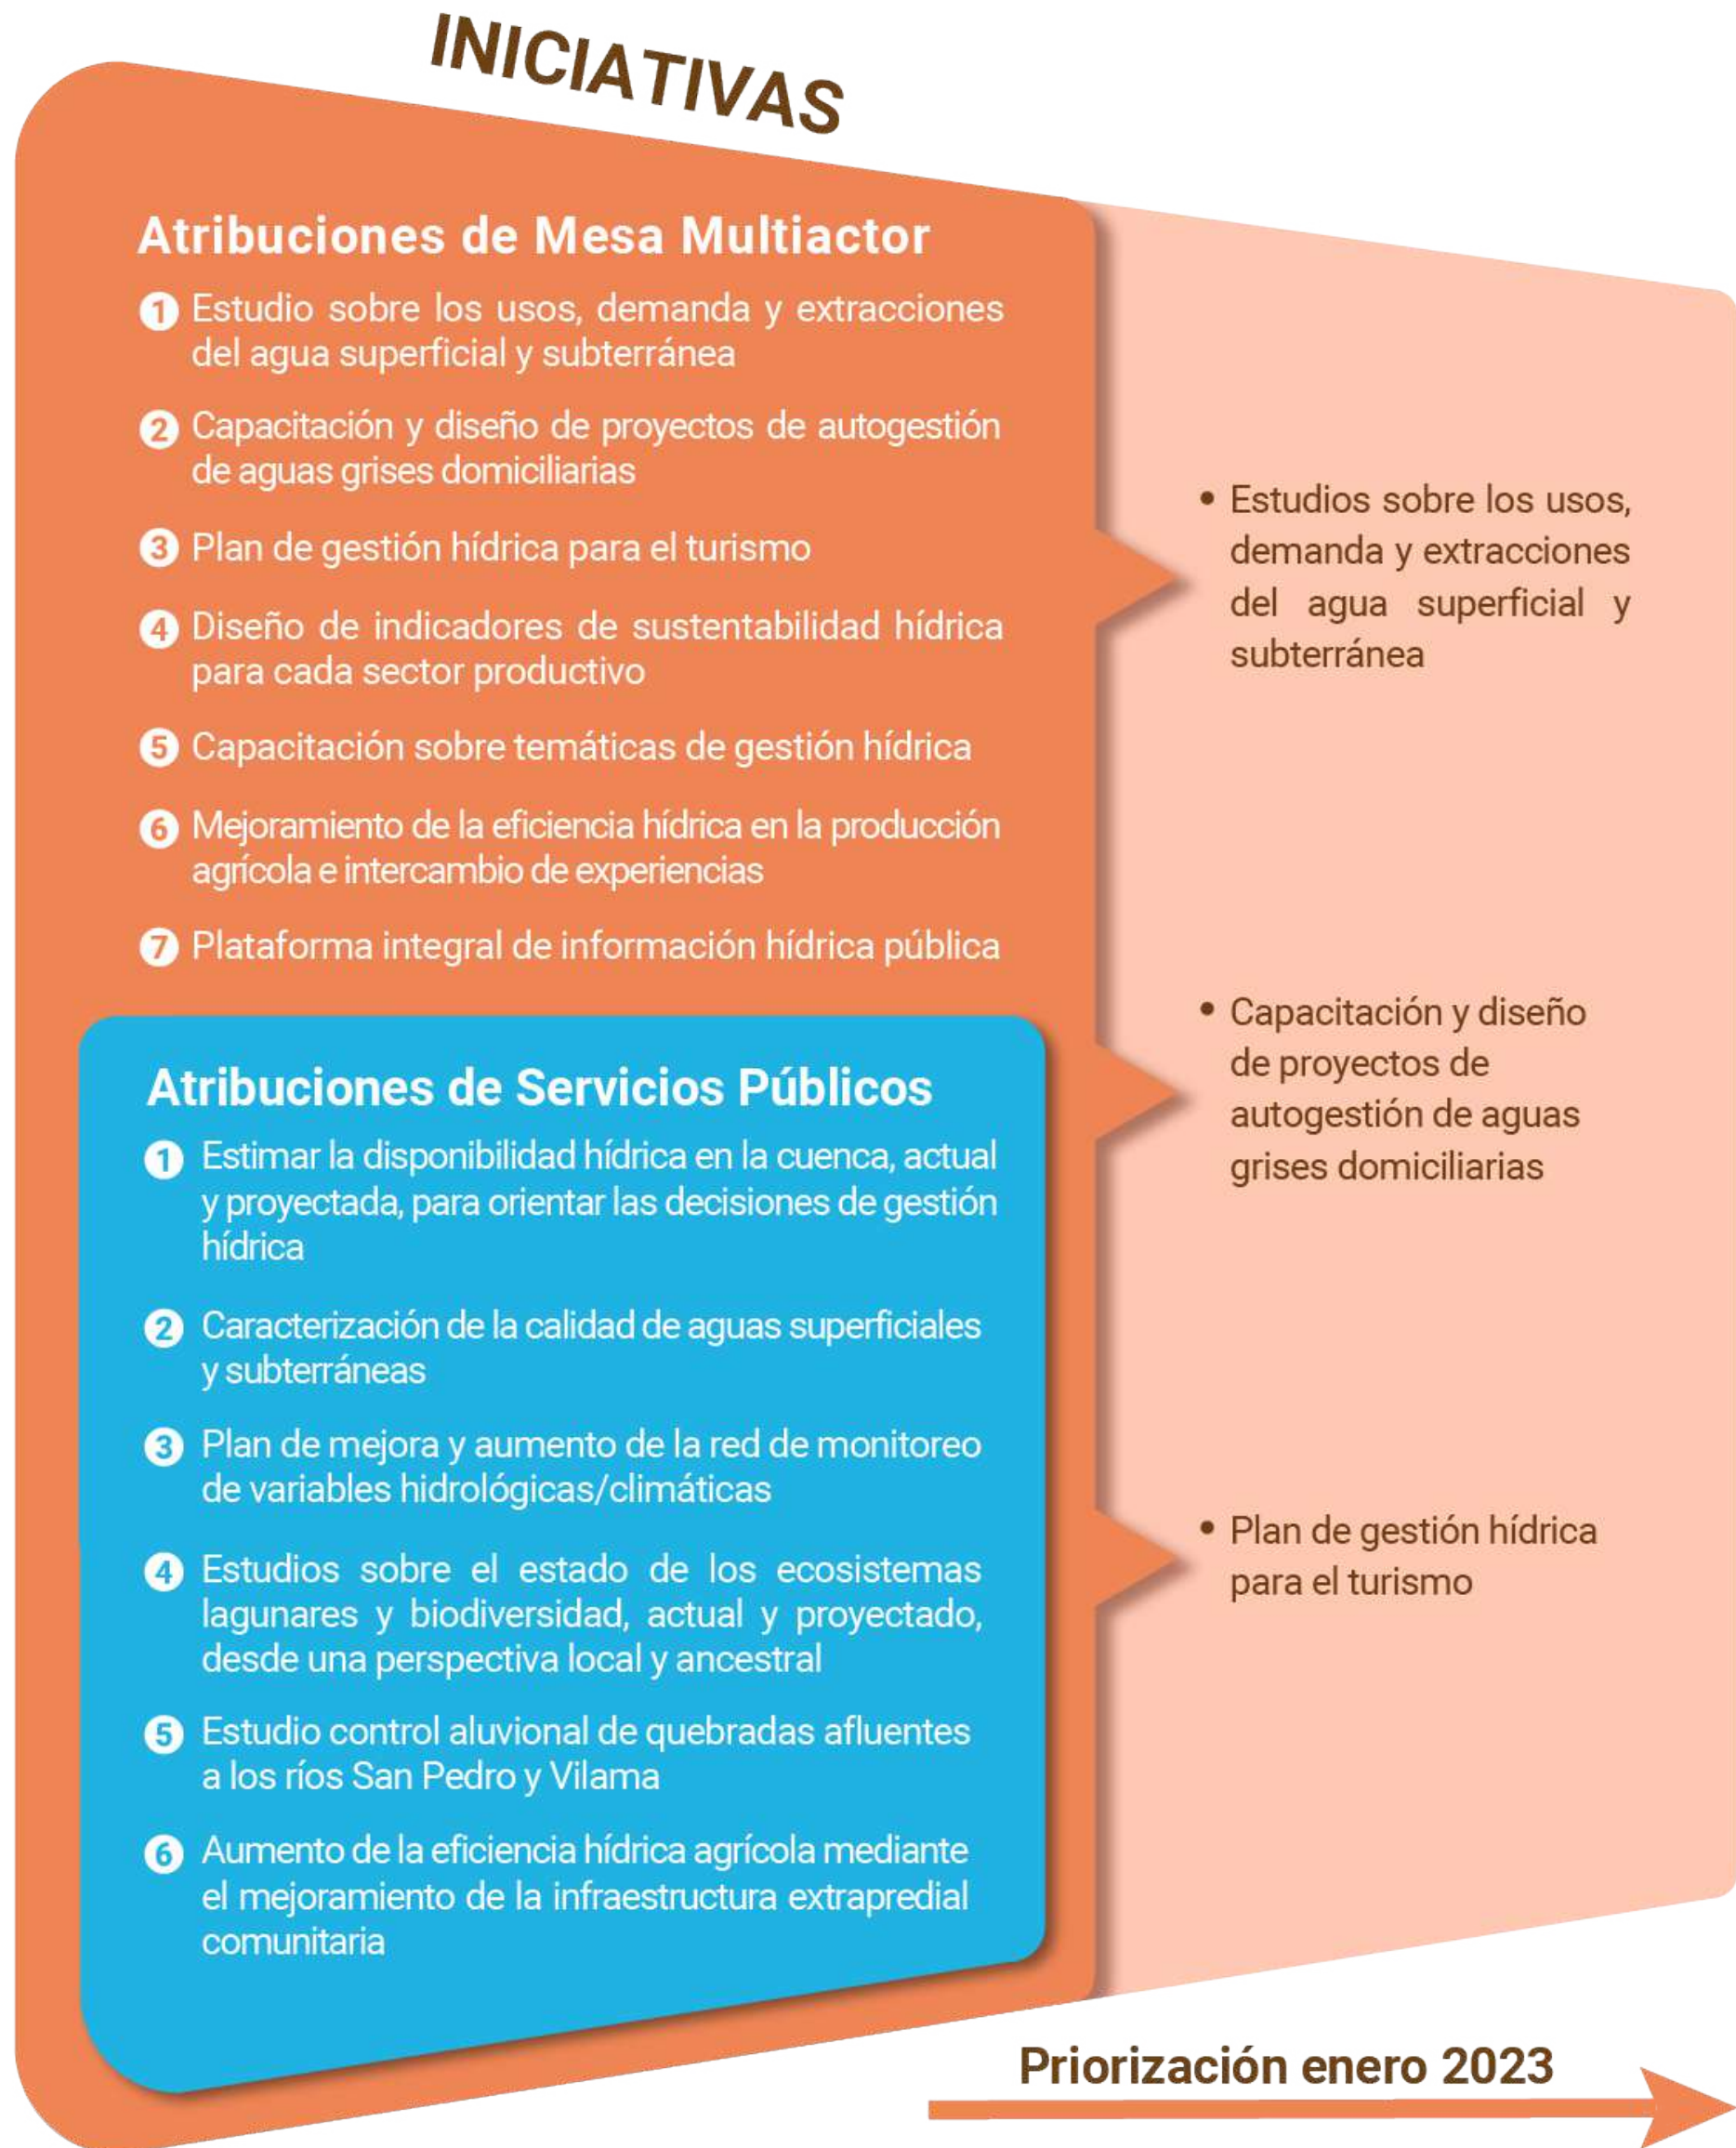 INICIATIVAS
Atribuciones de Mesa Multiactor
1 Estudio sobre los usos, demanda y extracciones
del agua superficial y subterránea
2 Capacitación y diseño de proyectos de autogestión
de aguas grises domiciliarias
3 Plan de gestión hídrica para el turismo
4 Diseño de indicadores de sustentabilidad hídrica
para cada sector productivo
5 Capacitación sobre temáticas de gestión hídrica
6 Mejoramiento de la eficiencia hídrica en la producción
agrícola e intercambio de experiencias
7 Plataforma integral de información hídrica pública
Atribuciones de Servicios Públicos
1 Estimar la disponibilidad hídrica en la cuenca, actual
y proyectada, para orientar las decisiones de gestión
hídrica
2 Caracterización de la calidad de aguas superficiales
y subterráneas
3 Plan de mejora y aumento de la red de monitoreo
de variables hidrológicas/climáticas
4 Estudios sobre el estado de los ecosistemas
lagunares y biodiversidad, actual y proyectado,
desde una perspectiva local y ancestral
5 Estudio control aluvional de quebradas afluentes
a los ríos San Pedro y Vilama
6 Aumento de la eficiencia hídrica agrícola mediante
el mejoramiento de la infraestructura extrapredial
comunitaria
• Estudios sobre los usos,
demanda y extracciones
del agua superficial y
subterránea
• Capacitación y diseño
de proyectos de
autogestión de aguas
grises domiciliarias
• Plan de gestión hídrica
para el turismo
Priorización enero 2023